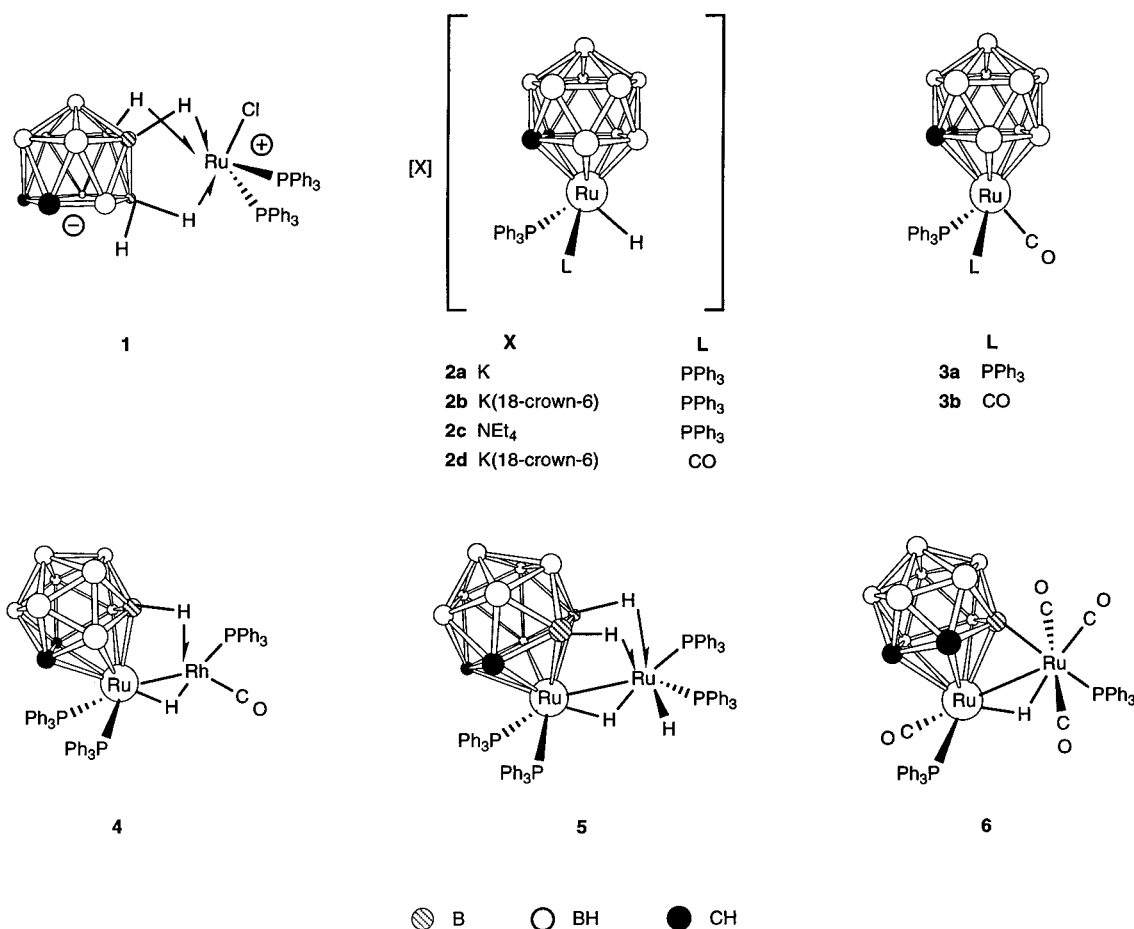 H H Cl
Ru ⊕
PPh₃
PPh₃
⊖
H H
1
[X]
Ru
Ph₃P H
L
X L
2a K PPh₃
2b K(18-crown-6) PPh₃
2c NEt₄ PPh₃
2d K(18-crown-6) CO
Ru
Ph₃P C
L O
L
3a PPh₃
3b CO
H
PPh₃
Rh
Ru C
H O
Ph₃P
Ph₃P
4
H
H PPh₃
Ru
Ru PPh₃
H H
Ph₃P
Ph₃P
5
O
C C O
Ru
Ru PPh₃
H
O C C
O
Ph₃P
6
B BH CH